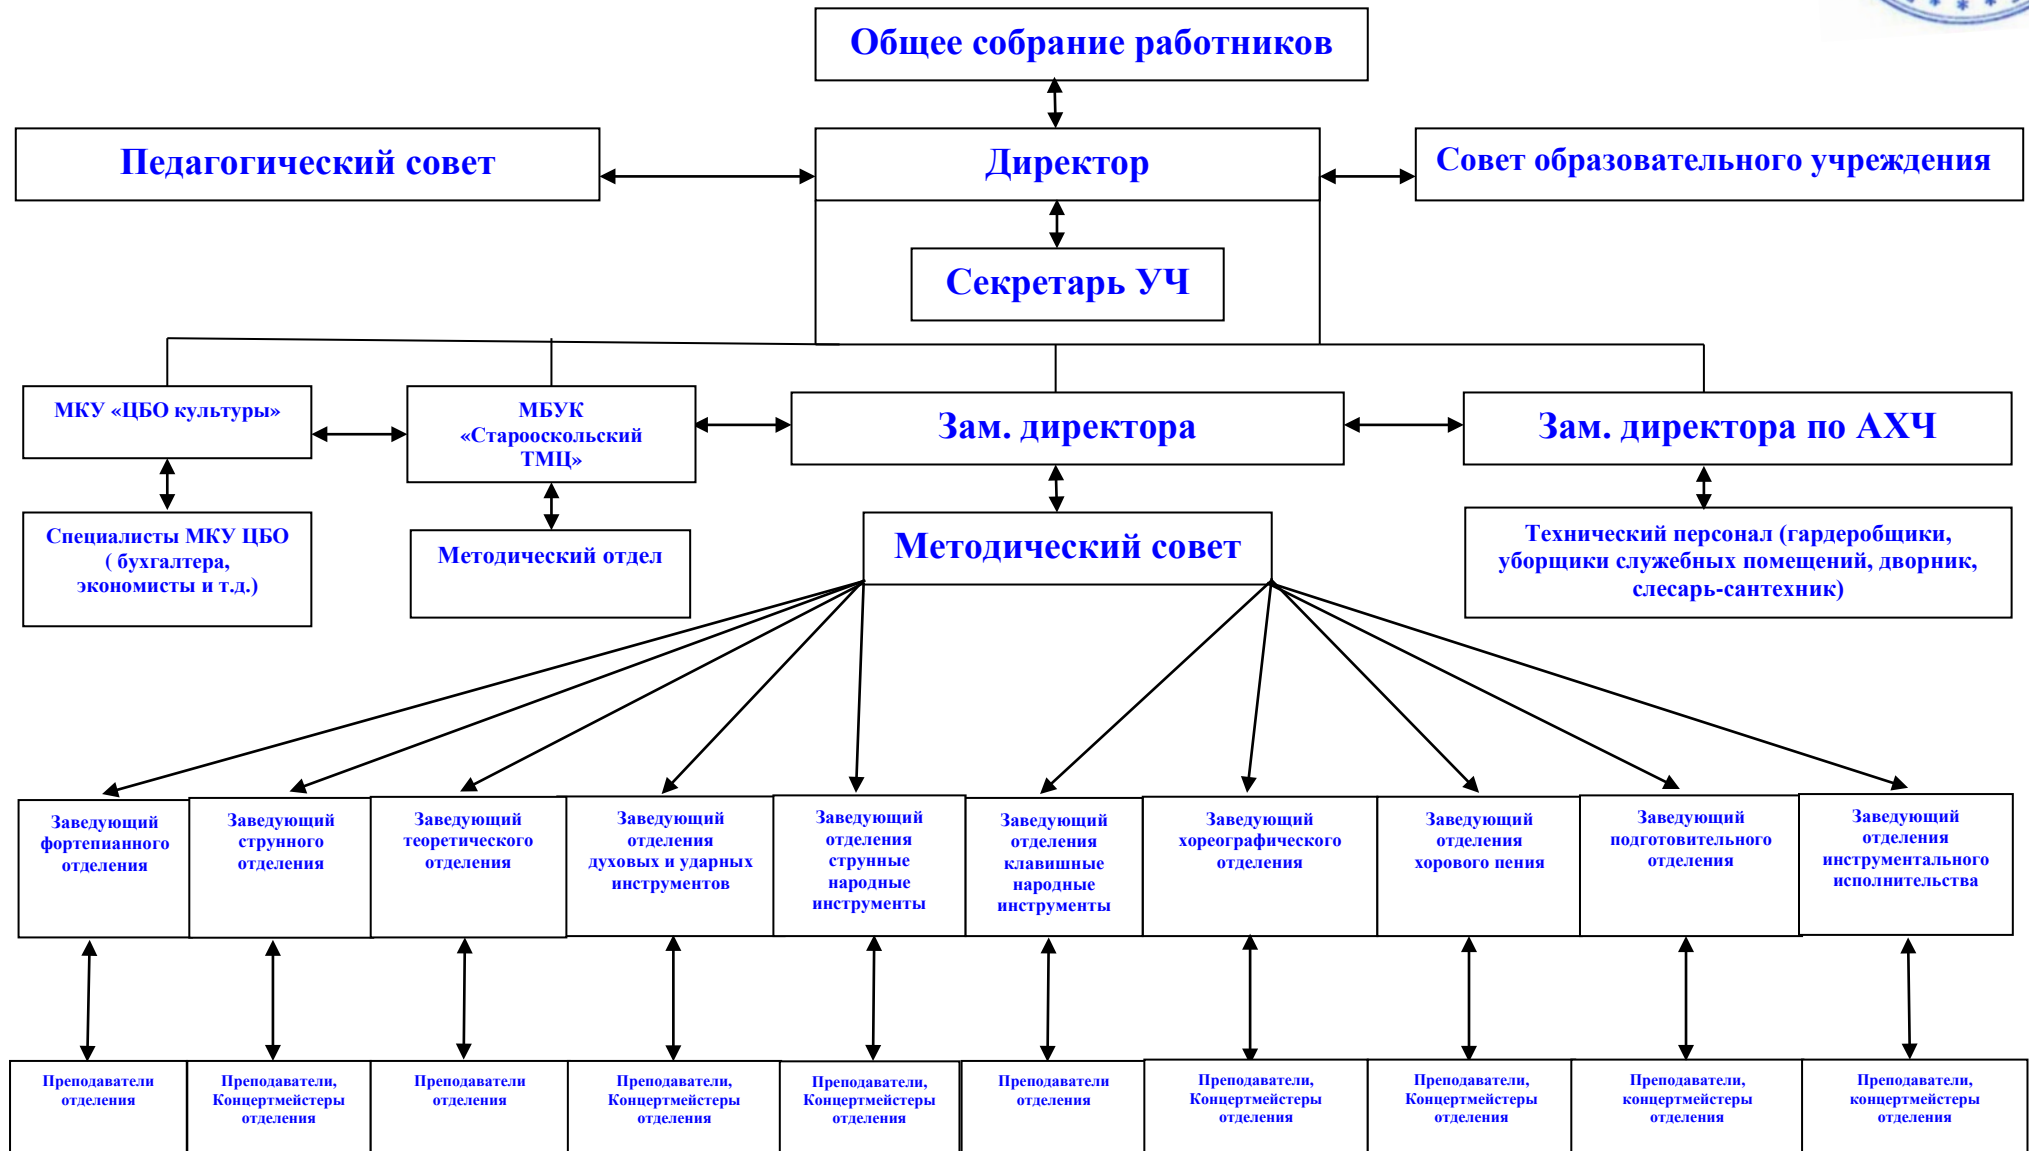 Общее собрание работников
Педагогический совет
Директор
Совет образовательного учреждения
Секретарь УЧ
МКУ «ЦБО культуры»
МБУК
«Старооскольский
ТМЦ»
Зам. директора
Зам. директора по АХЧ
Специалисты МКУ ЦБО
( бухгалтера,
экономисты и т.д.)
Методический отдел
Методический совет
Технический персонал (гардеробщики,
уборщики служебных помещений, дворник,
слесарь-сантехник)
Заведующий
фортепианного
отделения
Заведующий
струнного
отделения
Заведующий
теоретического
отделения
Заведующий
отделения
духовых и ударных
инструментов
Заведующий
отделения
струнные
народные
инструменты
Заведующий
отделения
клавишные
народные
инструменты
Заведующий
хореографического
отделения
Заведующий
отделения
хорового пения
Заведующий
подготовительного
отделения
Заведующий
отделения
инструментального
исполнительства
Преподаватели
отделения
Преподаватели,
Концертмейстеры
отделения
Преподаватели
отделения
Преподаватели,
Концертмейстеры
отделения
Преподаватели,
Концертмейстеры
отделения
Преподаватели
отделения
Преподаватели,
Концертмейстеры
отделения
Преподаватели,
Концертмейстеры
отделения
Преподаватели,
концертмейстеры
отделения
Преподаватели,
концертмейстеры
отделения